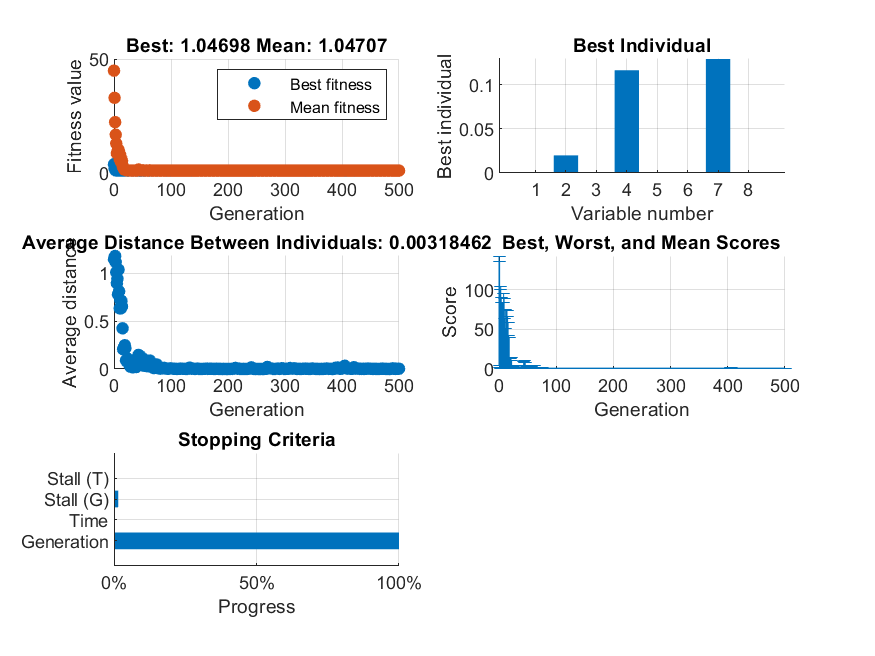 Best: 1.04698 Mean: 1.04707
50
0
Fitness value
Best fitness
Mean fitness
0 100 200 300 400 500
Generation
Best Individual
0.1
0.05
0
Best individual
1 2 3 4 5 6 7 8
Variable number
Average Distance Between Individuals: 0.00318462
1
0.5
0
Average distance
0 100 200 300 400 500
Generation
Best, Worst, and Mean Scores
100
50
0
Score
0 100 200 300 400 500
Generation
Stopping Criteria
Stall (T)
Stall (G)
Time
Generation
0% 50% 100%
Progress